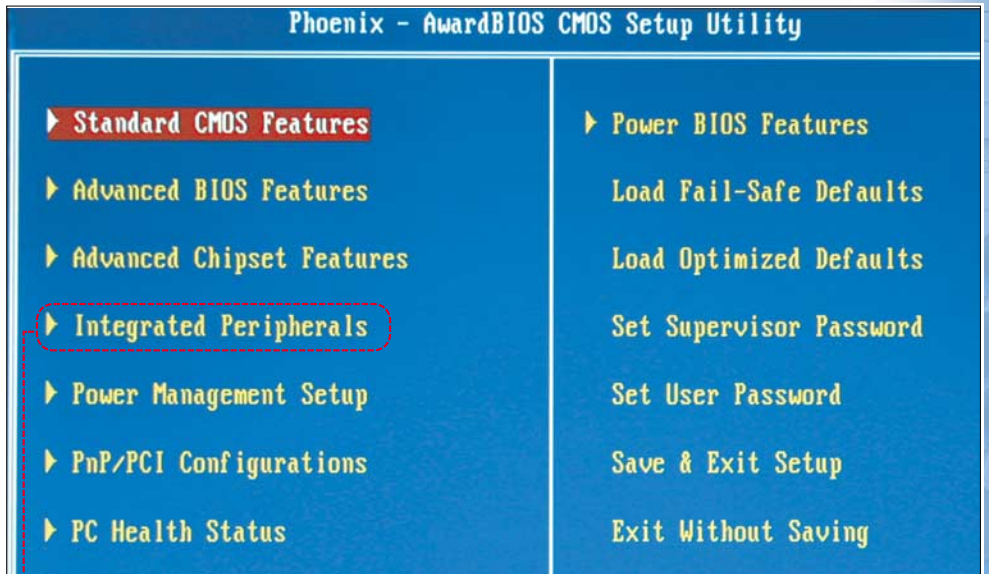 Phoenix - AwardBIOS CMOS Setup Utility
Standard CMOS Features
Advanced BIOS Features
Advanced Chipset Features
Integrated Peripherals
Power Management Setup
PnP/PCI Configurations
PC Health Status
Power BIOS Features
Load Fail-Safe Defaults
Load Optimized Defaults
Set Supervisor Password
Set User Password
Save & Exit Setup
Exit Without Saving